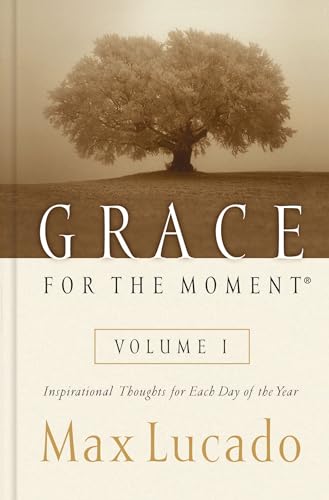 GRACE
FOR THE MOMENT®
VOLUME I
Inspirational Thoughts for Each Day of the Year
Max Lucado